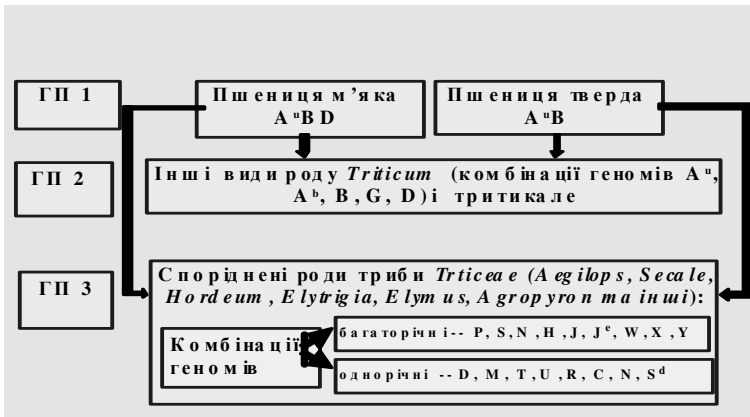 ГП 1
Пшениця м’яка
AᵘBD
Пшениця тверда
AᵘB
ГП 2
Інші види роду Triticum (комбінації геномів Aᵘ,
Aᵇ, B, G, D) і тритикале
ГП 3
Споріднені роди триби Trticeae (Aegilops, Secale,
Hordeum, Elytrigia, Elymus, Agropyron та інші):
Комбінації
геномів
багаторічні-- P, S, N, H, J, Jᵉ, W, X, Y
однорічні -- D, M, T, U, R, C, N, Sᵈ